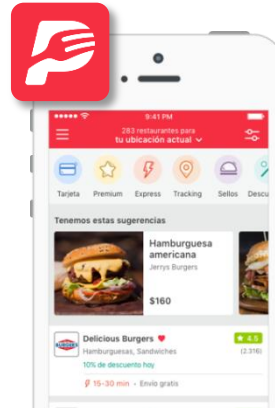 9:41 PM
283 restaurantes para
tu ubicación actual
Tarjeta Premium Express Tracking Sellos Descu
Tenemos estas sugerencias
Hamburguesa
americana
Jerrys Burgers
$160
Delicious Burgers
4.5
Hamburguesas, Sandwiches
(2.316)
10% de descuento hoy
15-30 min • Envío gratis